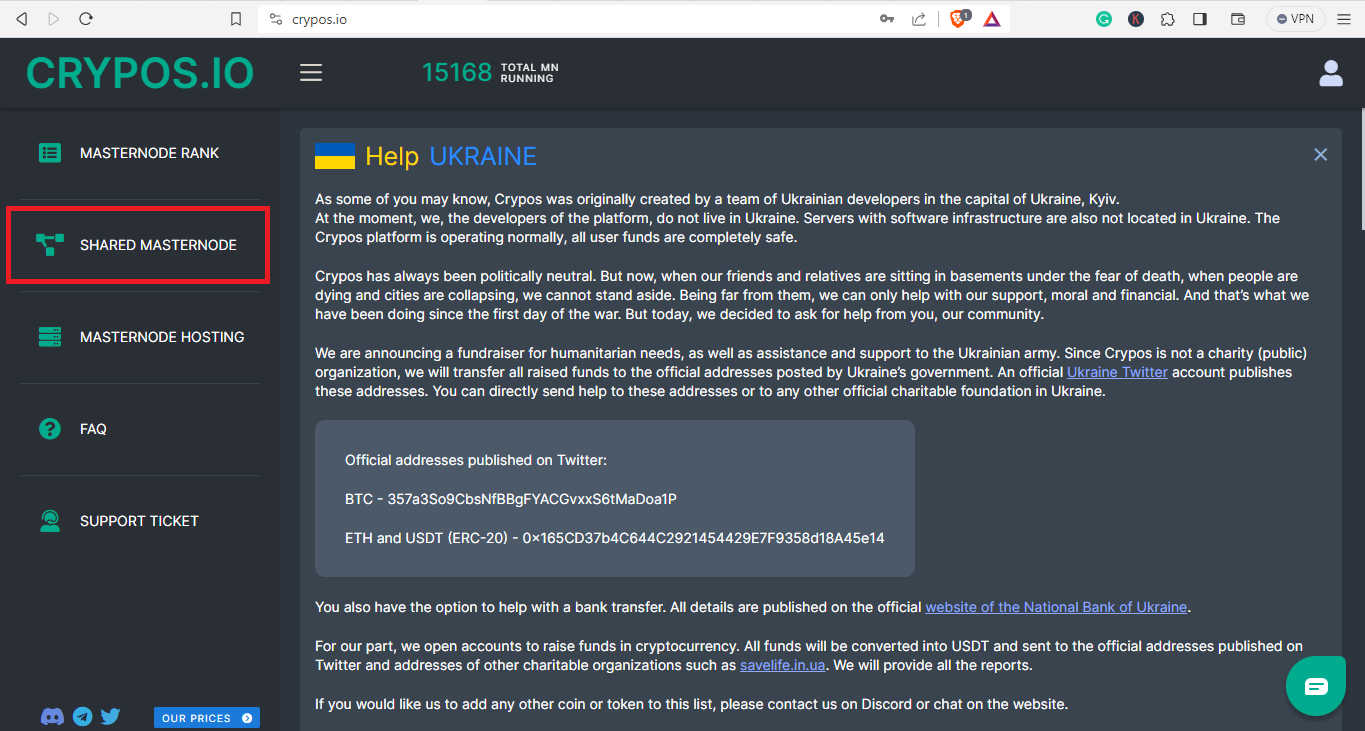 crypos.io
1
VPN
CRYPOS.IO
15168 TOTAL MN
RUNNING
MASTERNODE RANK
SHARED MASTERNODE
MASTERNODE HOSTING
FAQ
SUPPORT TICKET
OUR PRICES
Help UKRAINE
As some of you may know, Crypos was originally created by a team of Ukrainian developers in the capital of Ukraine, Kyiv.
At the moment, we, the developers of the platform, do not live in Ukraine. Servers with software infrastructure are also not located in Ukraine. The
Crypos platform is operating normally, all user funds are completely safe.
Crypos has always been politically neutral. But now, when our friends and relatives are sitting in basements under the fear of death, when people are
dying and cities are collapsing, we cannot stand aside. Being far from them, we can only help with our support, moral and financial. And that's what we
have been doing since the first day of the war. But today, we decided to ask for help from you, our community.
We are announcing a fundraiser for humanitarian needs, as well as assistance and support to the Ukrainian army. Since Crypos is not a charity (public)
organization, we will transfer all raised funds to the official addresses posted by Ukraine's government. An official Ukraine Twitter account publishes
these addresses. You can directly send help to these addresses or to any other official charitable foundation in Ukraine.
Official addresses published on Twitter:
BTC - 357a3So9CbsNfBBgFYACGvxxS6tMaDoa1P
ETH and USDT (ERC-20) - 0x165CD37b4C644C2921454429E7F9358d18A45e14
You also have the option to help with a bank transfer. All details are published on the official website of the National Bank of Ukraine.
For our part, we open accounts to raise funds in cryptocurrency. All funds will be converted into USDT and sent to the official addresses published on
Twitter and addresses of other charitable organizations such as savelife.in.ua. We will provide all the reports.
If you would like us to add any other coin or token to this list, please contact us on Discord or chat on the website.